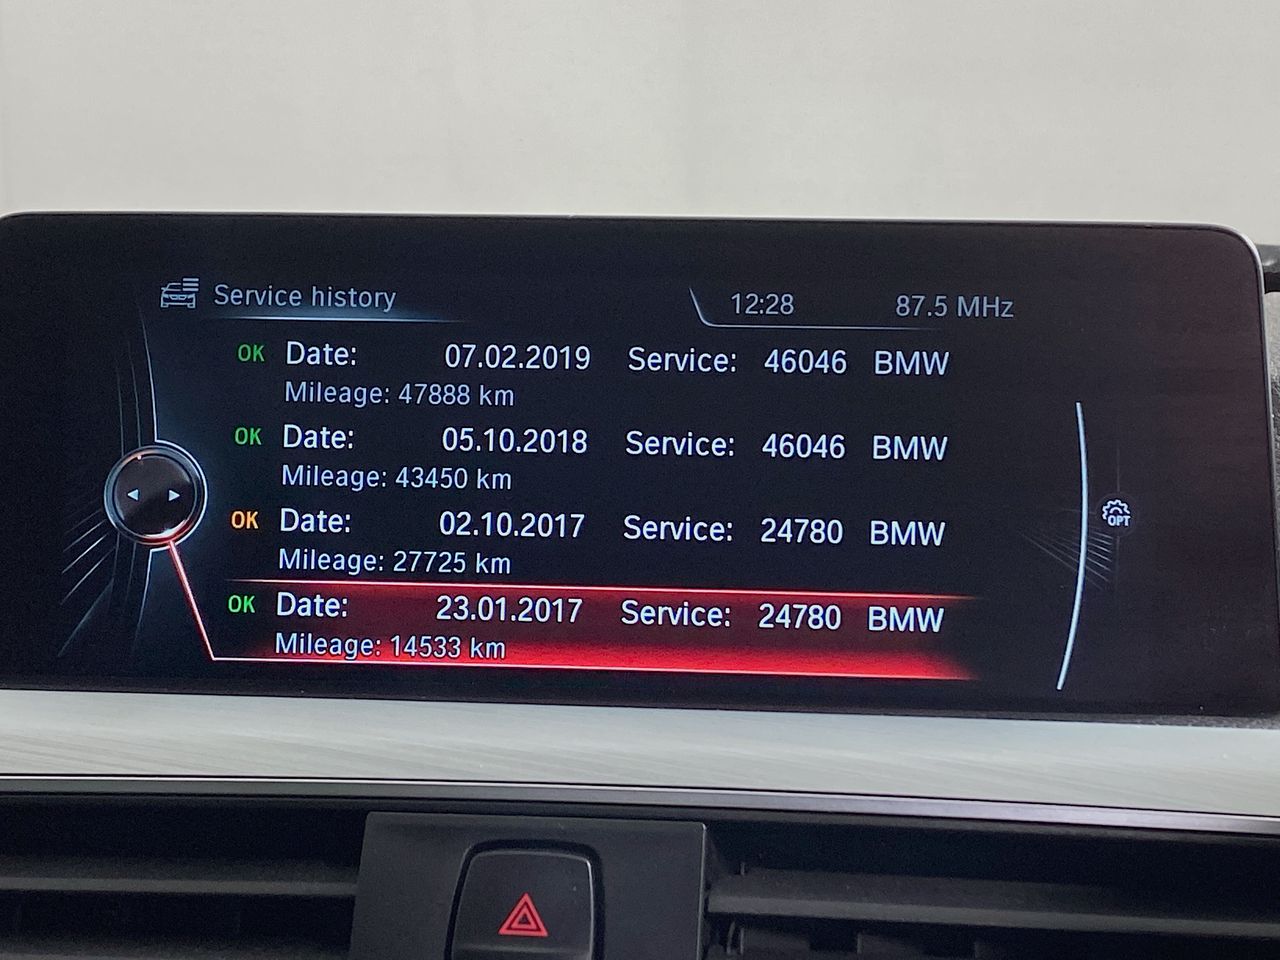 Service history
12:28 87.5 MHz
OK Date: 07.02.2019 Service: 46046 BMW
Mileage: 47888 km
OK Date: 05.10.2018 Service: 46046 BMW
Mileage: 43450 km
OK Date: 02.10.2017 Service: 24780 BMW
Mileage: 27725 km
OK Date: 23.01.2017 Service: 24780 BMW
Mileage: 14533 km
OPT